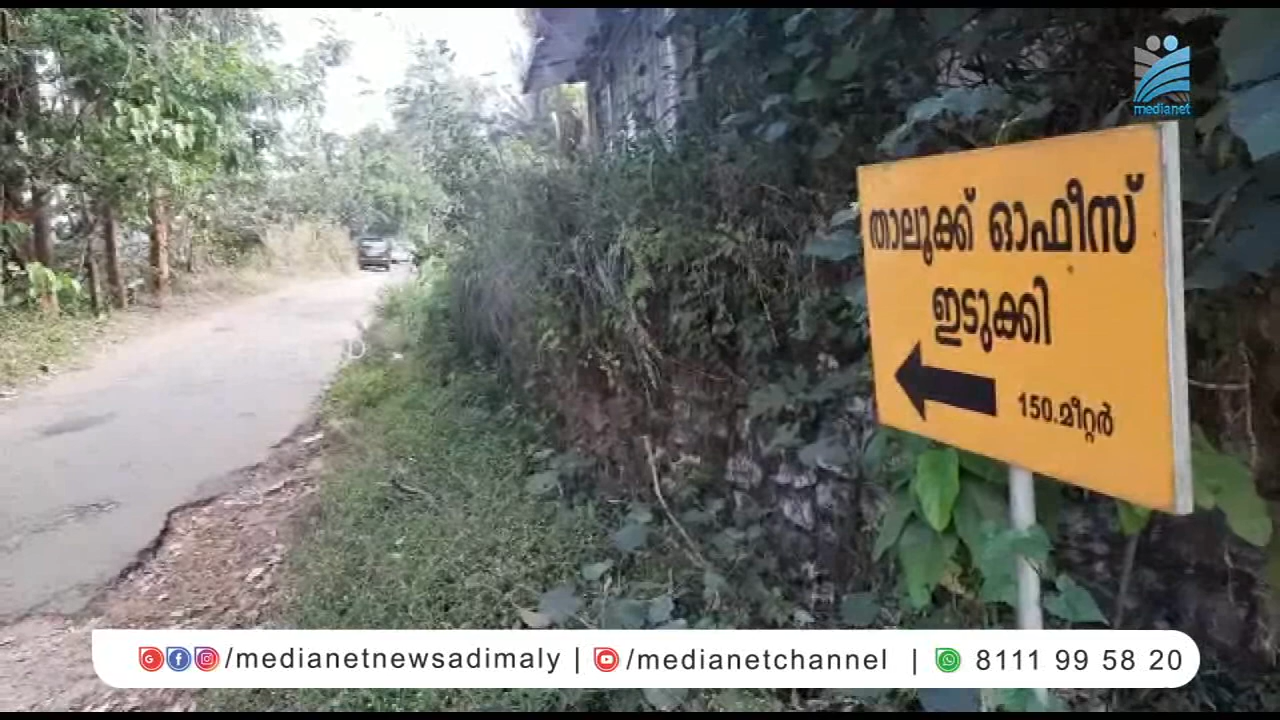 medianet
താലൂക്ക് ഓഫീസ്
ഇടുക്കി
150.മീറ്റർ
/medianetnewsadimaly | /medianetchannel | 8111 99 58 20